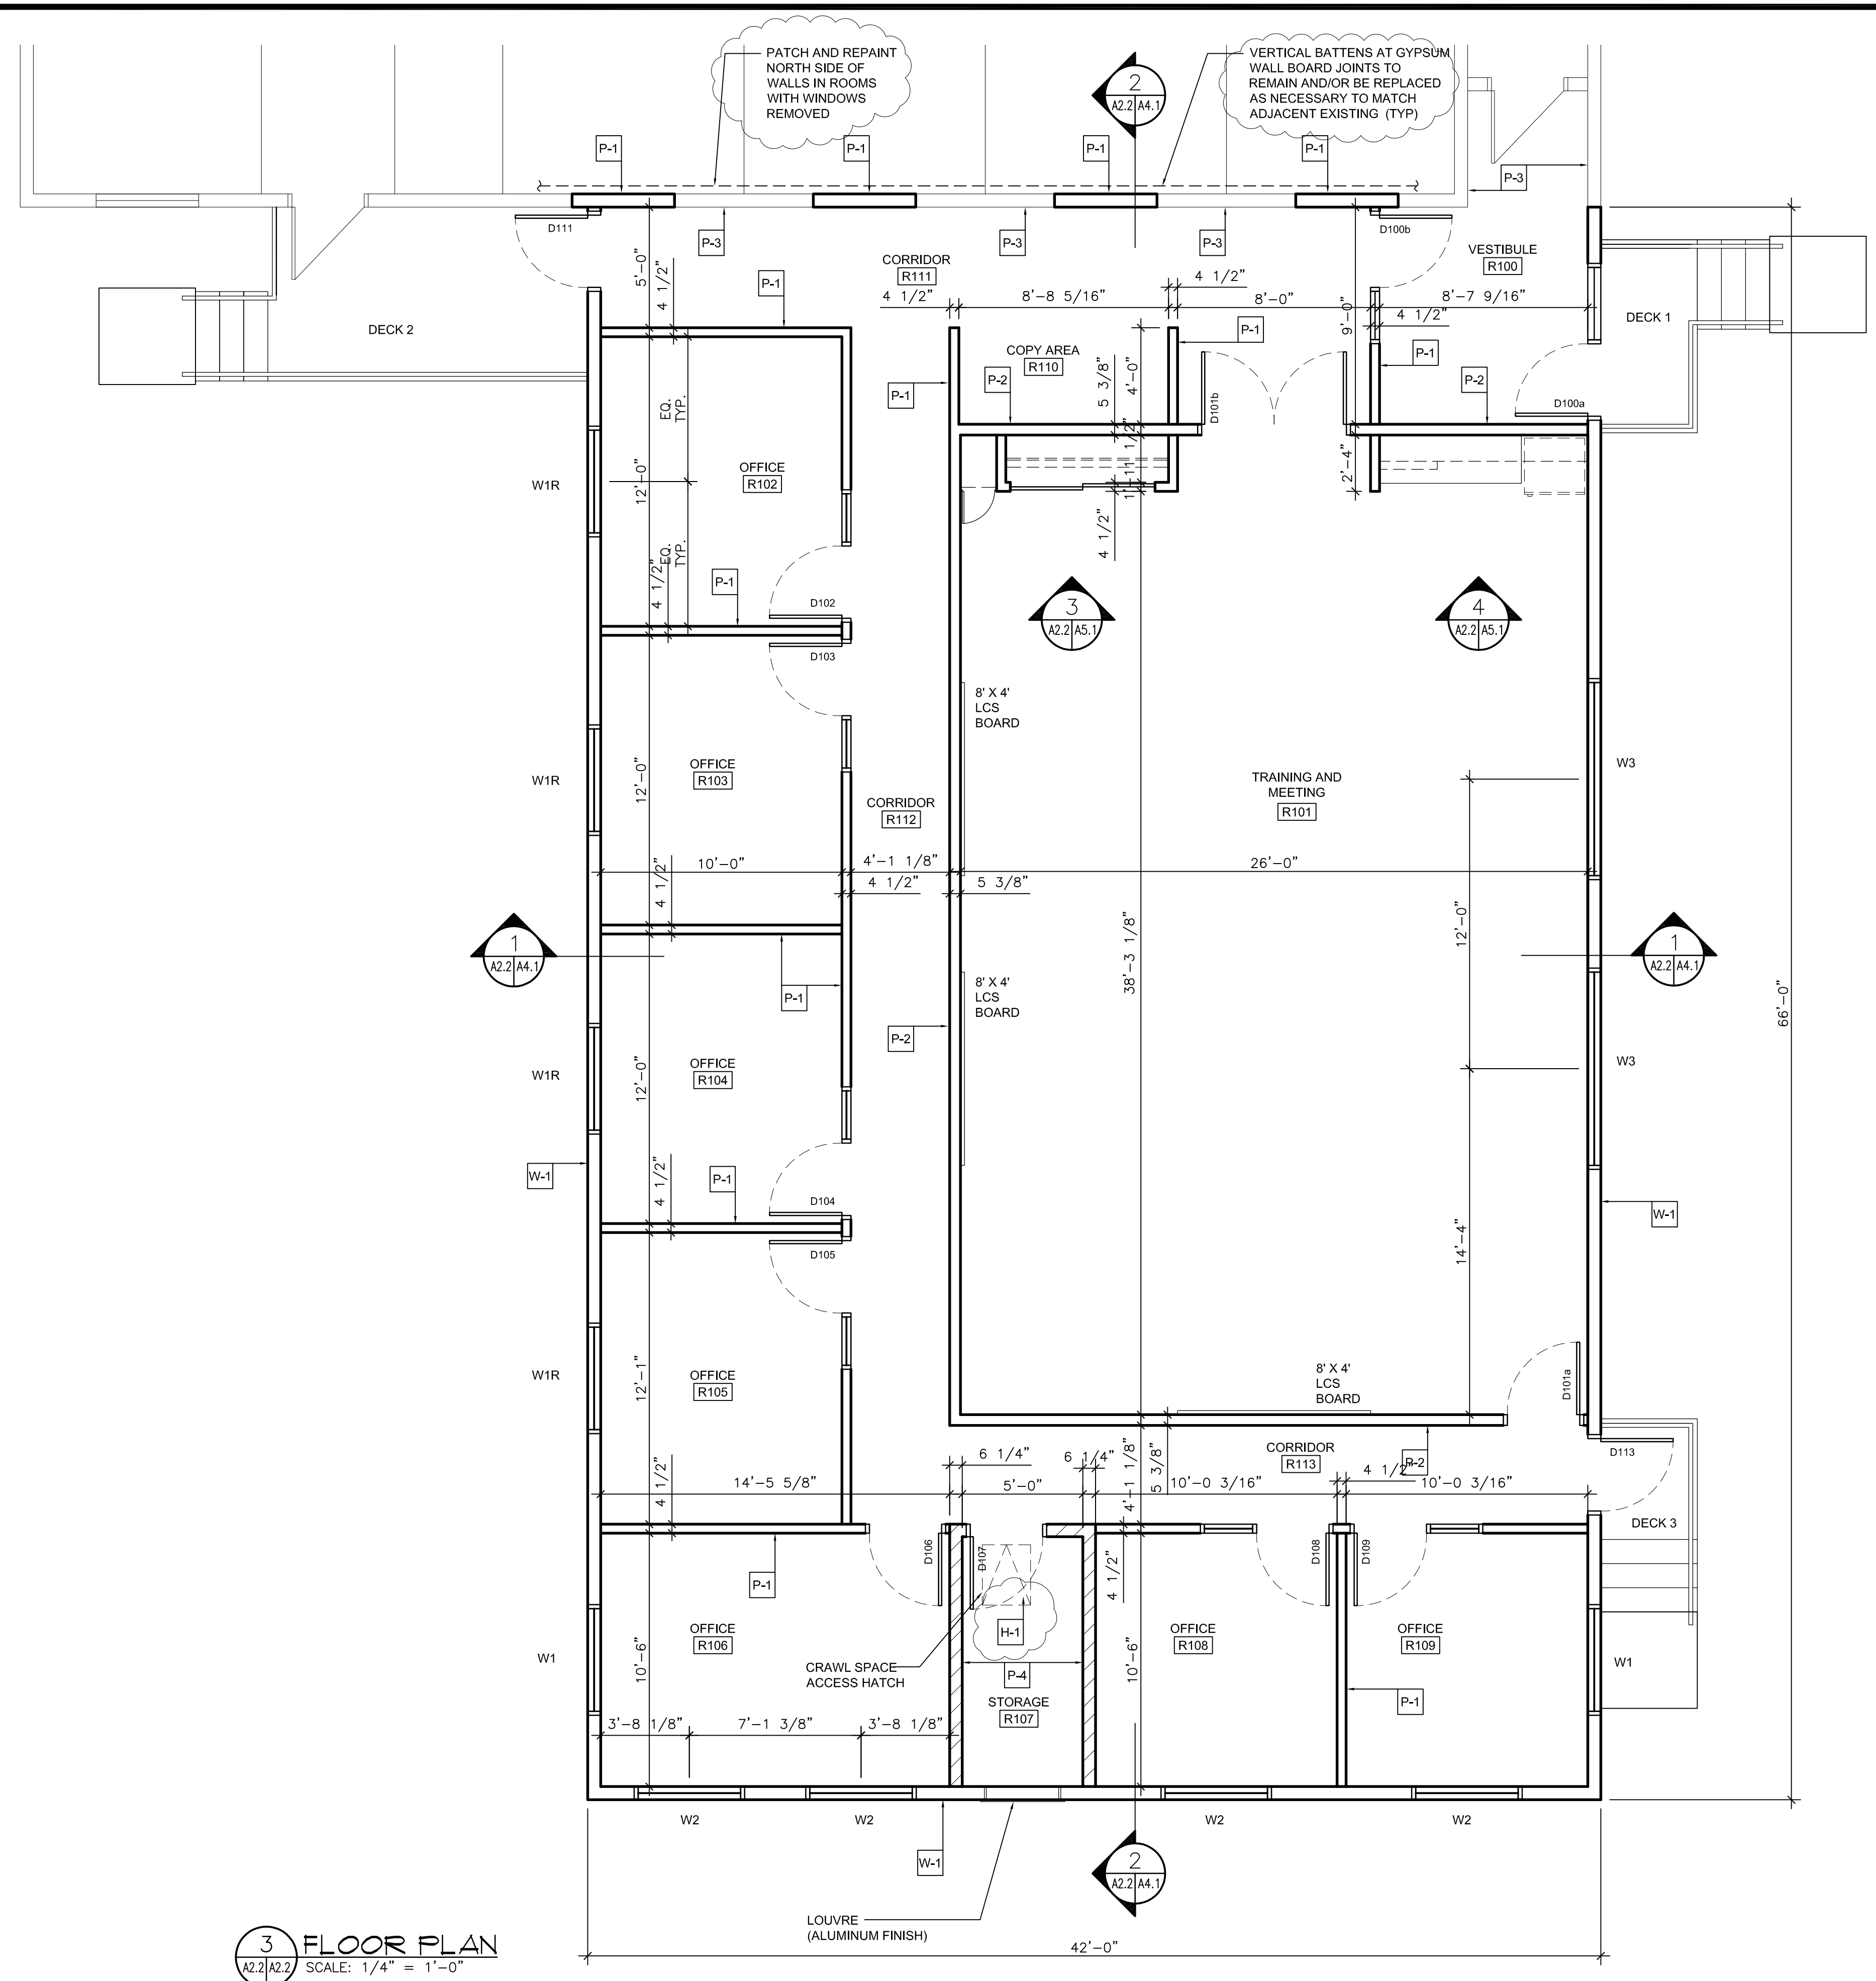 PATCH AND REPAINT
NORTH SIDE OF
WALLS IN ROOMS
WITH WINDOWS
REMOVED
2
A2.2 A4.1
VERTICAL BATTENS AT GYPSUM
WALL BOARD JOINTS TO
REMAIN AND/OR BE REPLACED
AS NECESSARY TO MATCH
ADJACENT EXISTING (TYP)
P-1
P-1
P-1
P-1
P-3
D111
P-3
P-3
P-3
D100b
5'-0"
4 1/2"
P-1
CORRIDOR
R111
4 1/2"
8'-8 5/16"
4 1/2"
8'-0"
9'-0"
VESTIBULE
R100
8'-7 9/16"
4 1/2"
DECK 2
DECK 1
COPY AREA
R110
P-1
P-1
P-1
P-2
P-2
5 3/8"
4'-0"
D101b
D100a
1'-11 1/2"
2'-4"
4 1/2"
EQ.
TYP.
W1R
12'-0"
OFFICE
R102
EQ.
TYP.
4 1/2"
P-1
D102
D103
3
A2.2 A5.1
4
A2.2 A5.1
8' X 4'
LCS
BOARD
W1R
12'-0"
OFFICE
R103
CORRIDOR
R112
TRAINING AND
MEETING
R101
W3
4 1/2"
10'-0"
4'-1 1/8"
26'-0"
4 1/2"
5 3/8"
12'-0"
38'-3 1/8"
1
A2.2 A4.1
1
A2.2 A4.1
P-1
8' X 4'
LCS
BOARD
66'-0"
P-2
W1R
12'-0"
OFFICE
R104
W3
W-1
4 1/2"
P-1
D104
D105
W-1
14'-4"
W1R
12'-1"
OFFICE
R105
8' X 4'
LCS
BOARD
D101a
4 1/2"
14'-5 5/8"
6 1/4"
5'-0"
6 1/4"
4'-1 1/8"
5 3/8"
CORRIDOR
R113
P-2
10'-0 3/16"
4 1/2"
10'-0 3/16"
D113
DECK 3
P-1
D106
D107
4 1/2"
D108
D109
W1
10'-6"
OFFICE
R106
H-1
CRAWL SPACE
ACCESS HATCH
P-4
STORAGE
R107
10'-6"
OFFICE
R108
OFFICE
R109
P-1
W1
3'-8 1/8"
7'-1 3/8"
3'-8 1/8"
W2
W2
W2
W2
W-1
2
A2.2 A4.1
LOUVRE
(ALUMINUM FINISH)
42'-0"
3
A2.2 A2.2
FLOOR PLAN
SCALE: 1/4" = 1'-0"